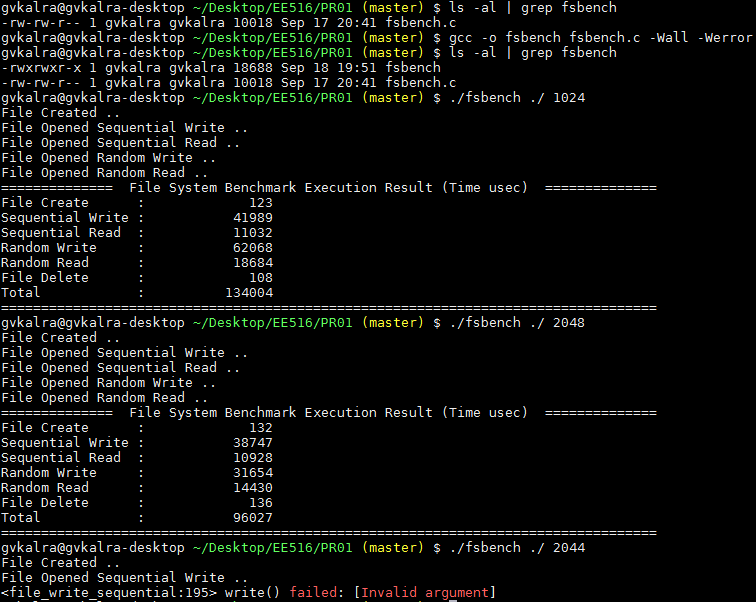 gvkalra@gvkalra-desktop ~/Desktop/EE516/PR01 (master) $ ls -al | grep fsbench
-rw-rw-r-- 1 gvkalra gvkalra 10018 Sep 17 20:41 fsbench.c
gvkalra@gvkalra-desktop ~/Desktop/EE516/PR01 (master) $ gcc -o fsbench fsbench.c -Wall -Werror
gvkalra@gvkalra-desktop ~/Desktop/EE516/PR01 (master) $ ls -al | grep fsbench
-rwxrwxr-x 1 gvkalra gvkalra 18688 Sep 18 19:51 fsbench
-rw-rw-r-- 1 gvkalra gvkalra 10018 Sep 17 20:41 fsbench.c
gvkalra@gvkalra-desktop ~/Desktop/EE516/PR01 (master) $ ./fsbench ./ 1024
File Created ..
File Opened Sequential Write ..
File Opened Sequential Read ..
File Opened Random Write ..
File Opened Random Read ..
==============  File System Benchmark Execution Result (Time usec)  ==============
File Create      :             123
Sequential Write :           41989
Sequential Read  :           11032
Random Write     :           62068
Random Read      :           18684
File Delete      :             108
Total            :          134004
==================================================================================
gvkalra@gvkalra-desktop ~/Desktop/EE516/PR01 (master) $ ./fsbench ./ 2048
File Created ..
File Opened Sequential Write ..
File Opened Sequential Read ..
File Opened Random Write ..
File Opened Random Read ..
==============  File System Benchmark Execution Result (Time usec)  ==============
File Create      :             132
Sequential Write :           38747
Sequential Read  :           10928
Random Write     :           31654
Random Read      :           14430
File Delete      :             136
Total            :           96027
==================================================================================
gvkalra@gvkalra-desktop ~/Desktop/EE516/PR01 (master) $ ./fsbench ./ 2044
File Created ..
File Opened Sequential Write ..
<file_write_sequential:195> write() failed: [Invalid argument]